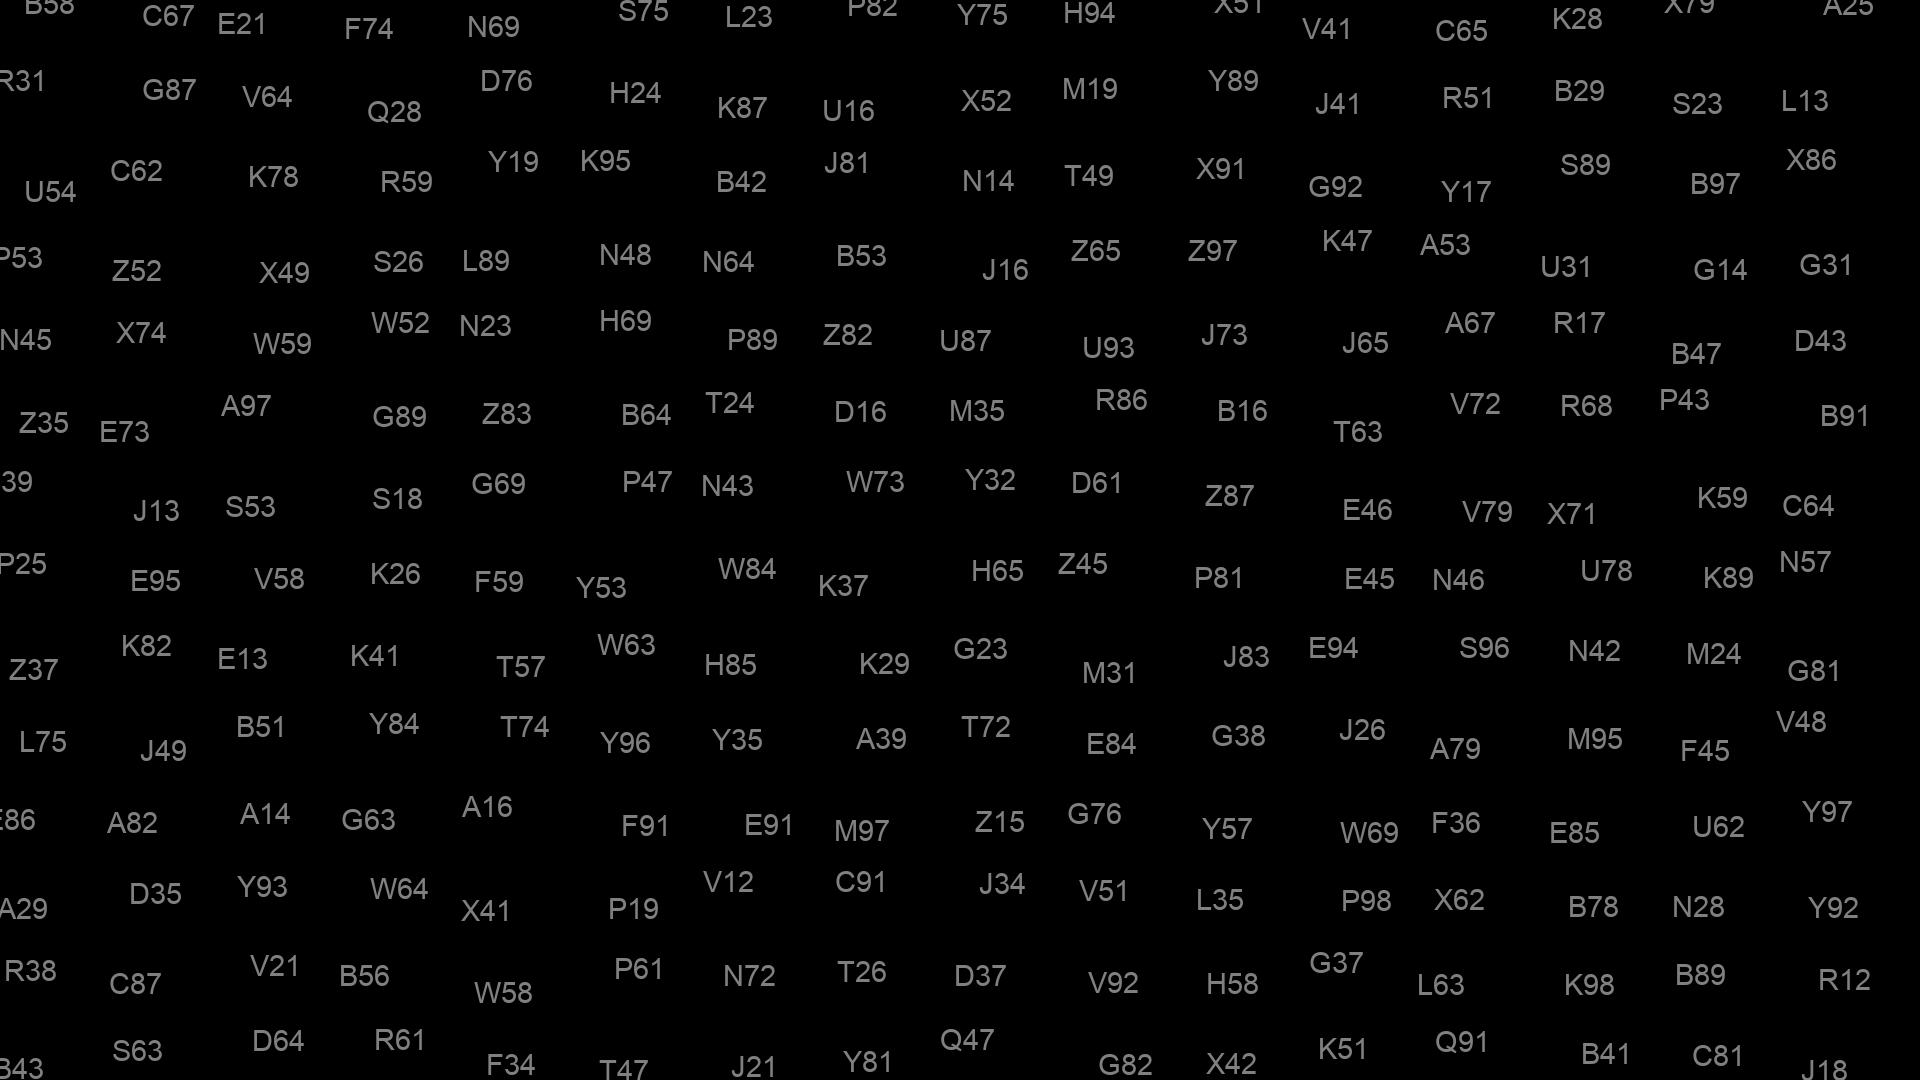 B58 C67 E21 F74 N69 S75 L23 P82 Y75 H94 X51 V41 C65 K28 X79 A25
R31 G87 V64 Q28 D76 H24 K87 U16 X52 M19 Y89 J41 R51 B29 S23 L13
U54 C62 K78 R59 Y19 K95 B42 J81 N14 T49 X91 G92 Y17 S89 B97 X86
P53 Z52 X49 S26 L89 N48 N64 B53 J16 Z65 Z97 K47 A53 U31 G14 G31
N45 X74 W59 W52 N23 H69 P89 Z82 U87 U93 J73 J65 A67 R17 B47 D43
Z35 E73 A97 G89 Z83 B64 T24 D16 M35 R86 B16 T63 V72 R68 P43 B91
39 J13 S53 S18 G69 P47 N43 W73 Y32 D61 Z87 E46 V79 X71 K59 C64
P25 E95 V58 K26 F59 Y53 W84 K37 H65 Z45 P81 E45 N46 U78 K89 N57
Z37 K82 E13 K41 T57 W63 H85 K29 G23 M31 J83 E94 S96 N42 M24 G81
L75 J49 B51 Y84 T74 Y96 Y35 A39 T72 E84 G38 J26 A79 M95 F45 V48
E86 A82 A14 G63 A16 F91 E91 M97 Z15 G76 Y57 W69 F36 E85 U62 Y97
A29 D35 Y93 W64 X41 P19 V12 C91 J34 V51 L35 P98 X62 B78 N28 Y92
R38 C87 V21 B56 W58 P61 N72 T26 D37 V92 H58 G37 L63 K98 B89 R12
B43 S63 D64 R61 F34 T47 J21 Y81 Q47 G82 X42 K51 Q91 B41 C81 J18